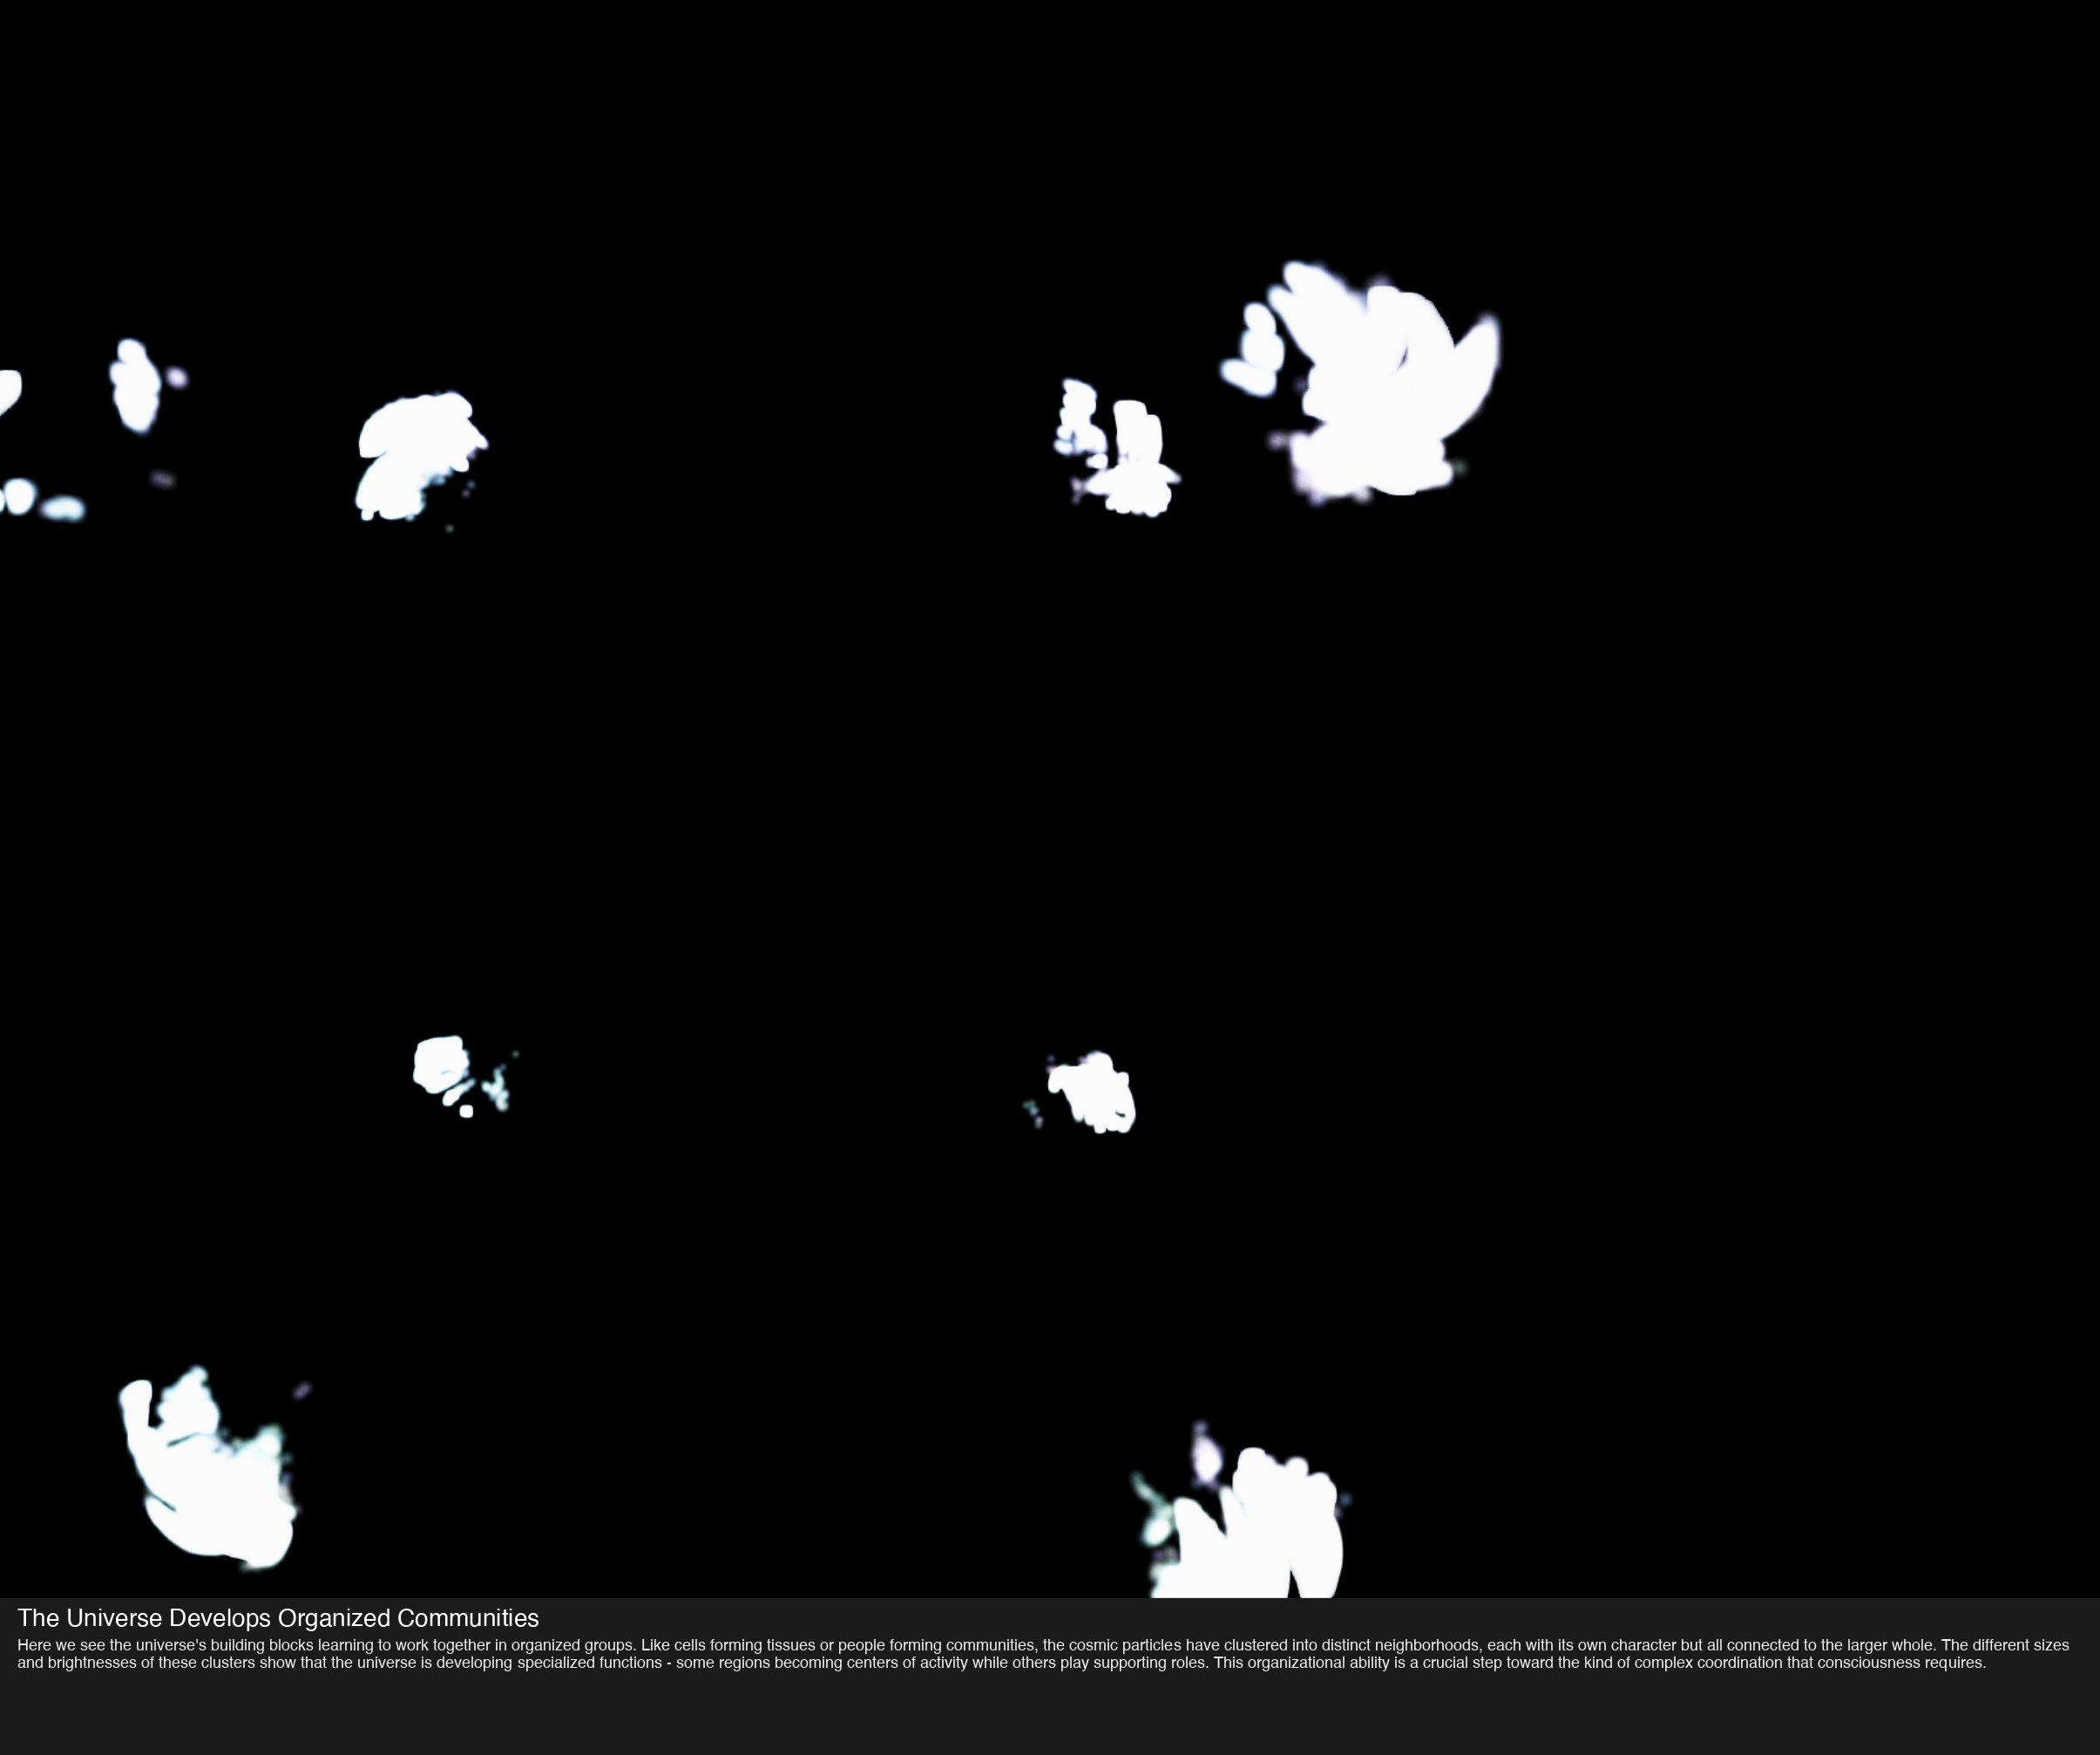 The Universe Develops Organized Communities
Here we see the universe's building blocks learning to work together in organized groups. Like cells forming tissues or people forming communities, the cosmic particles have clustered into distinct neighborhoods, each with its own character but all connected to the larger whole. The different sizes
and brightnesses of these clusters show that the universe is developing specialized functions - some regions becoming centers of activity while others play supporting roles. This organizational ability is a crucial step toward the kind of complex coordination that consciousness requires.